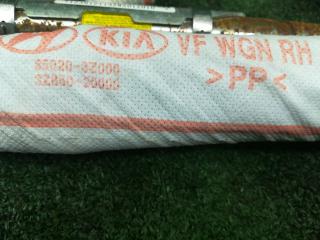 KIA VF WGN RH
85020-3Z000
>PP<